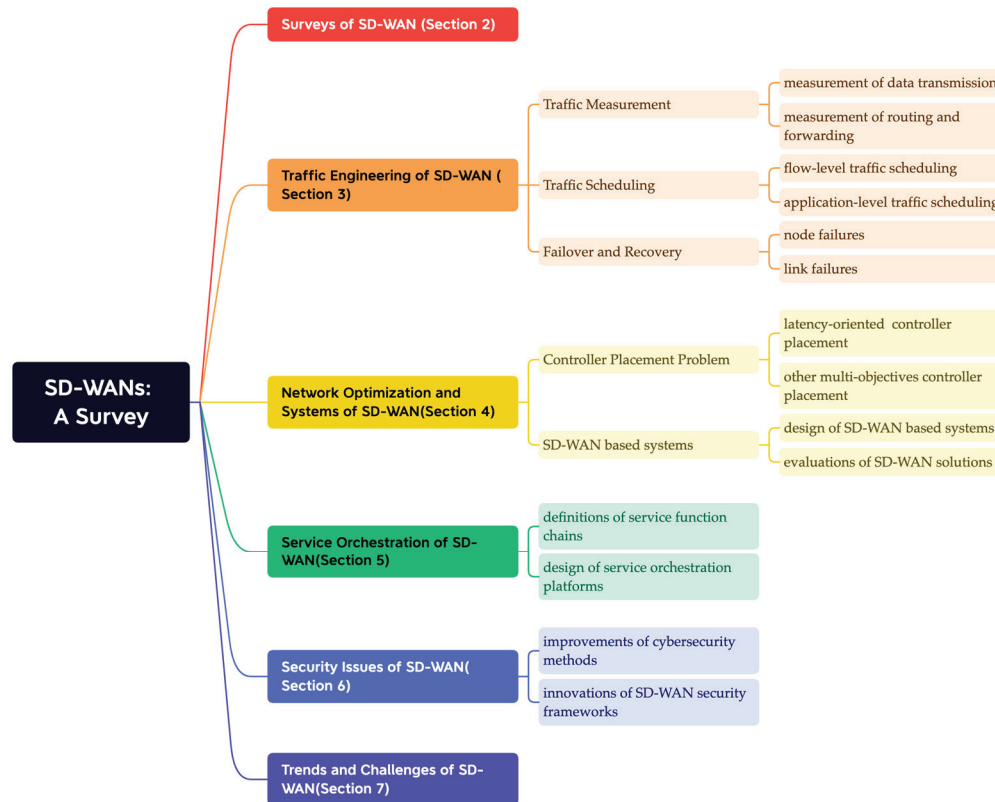 SD-WANs:
A Survey
Surveys of SD-WAN (Section 2)
Traffic Engineering of SD-WAN (
Section 3)
Traffic Measurement
measurement of data transmission
measurement of routing and
forwarding
Traffic Scheduling
flow-level traffic scheduling
application-level traffic scheduling
Failover and Recovery
node failures
link failures
Network Optimization and
Systems of SD-WAN(Section 4)
Controller Placement Problem
latency-oriented controller
placement
other multi-objectives controller
placement
SD-WAN based systems
design of SD-WAN based systems
evaluations of SD-WAN solutions
Service Orchestration of SD-
WAN(Section 5)
definitions of service function
chains
design of service orchestration
platforms
Security Issues of SD-WAN(
Section 6)
improvements of cybersecurity
methods
innovations of SD-WAN security
frameworks
Trends and Challenges of SD-
WAN(Section 7)